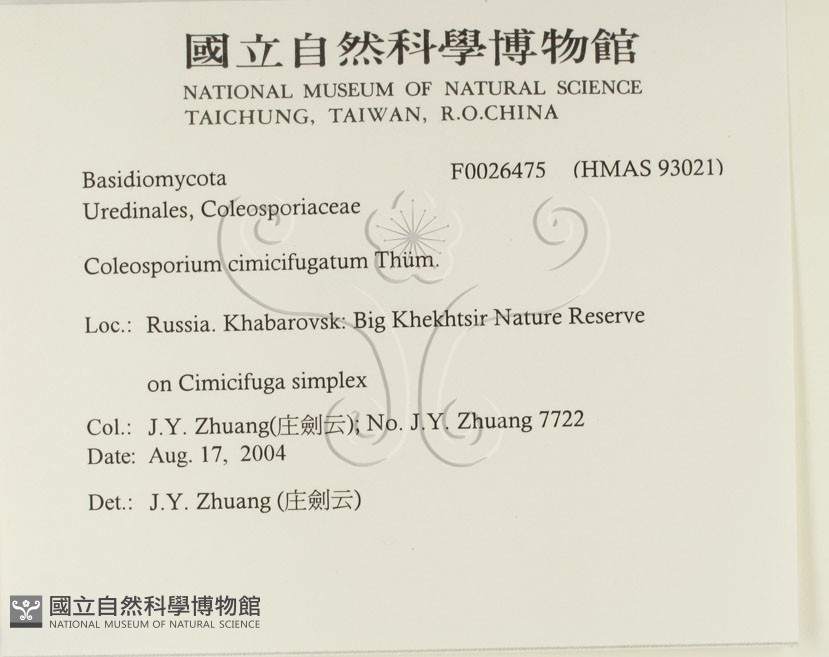 國立自然科學博物館
NATIONAL MUSEUM OF NATURAL SCIENCE
TAICHUNG, TAIWAN, R.O.CHINA
Basidiomycota F0026475 (HMAS 93021)
Uredinales, Coleosporiaceae
Coleosporium cimicifugatum Thüm.
Loc.: Russia. Khabarovsk: Big Khekhtsir Nature Reserve
on Cimicifuga simplex
Col.: J.Y. Zhuang(庄劍云); No. J.Y. Zhuang 7722
Date: Aug. 17, 2004
Det.: J.Y. Zhuang (庄劍云)
國立自然科學博物館
NATIONAL MUSEUM OF NATURAL SCIENCE